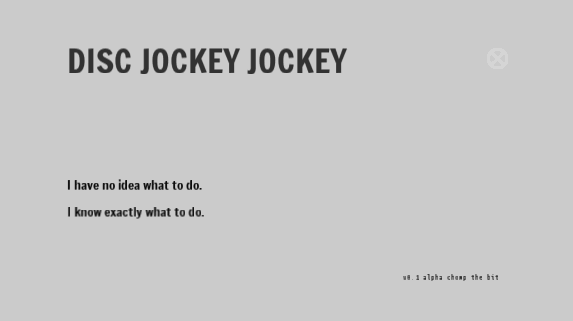 DISC JOCKEY JOCKEY
I have no idea what to do.
I know exactly what to do.
v0.1 alpha chomp the bit